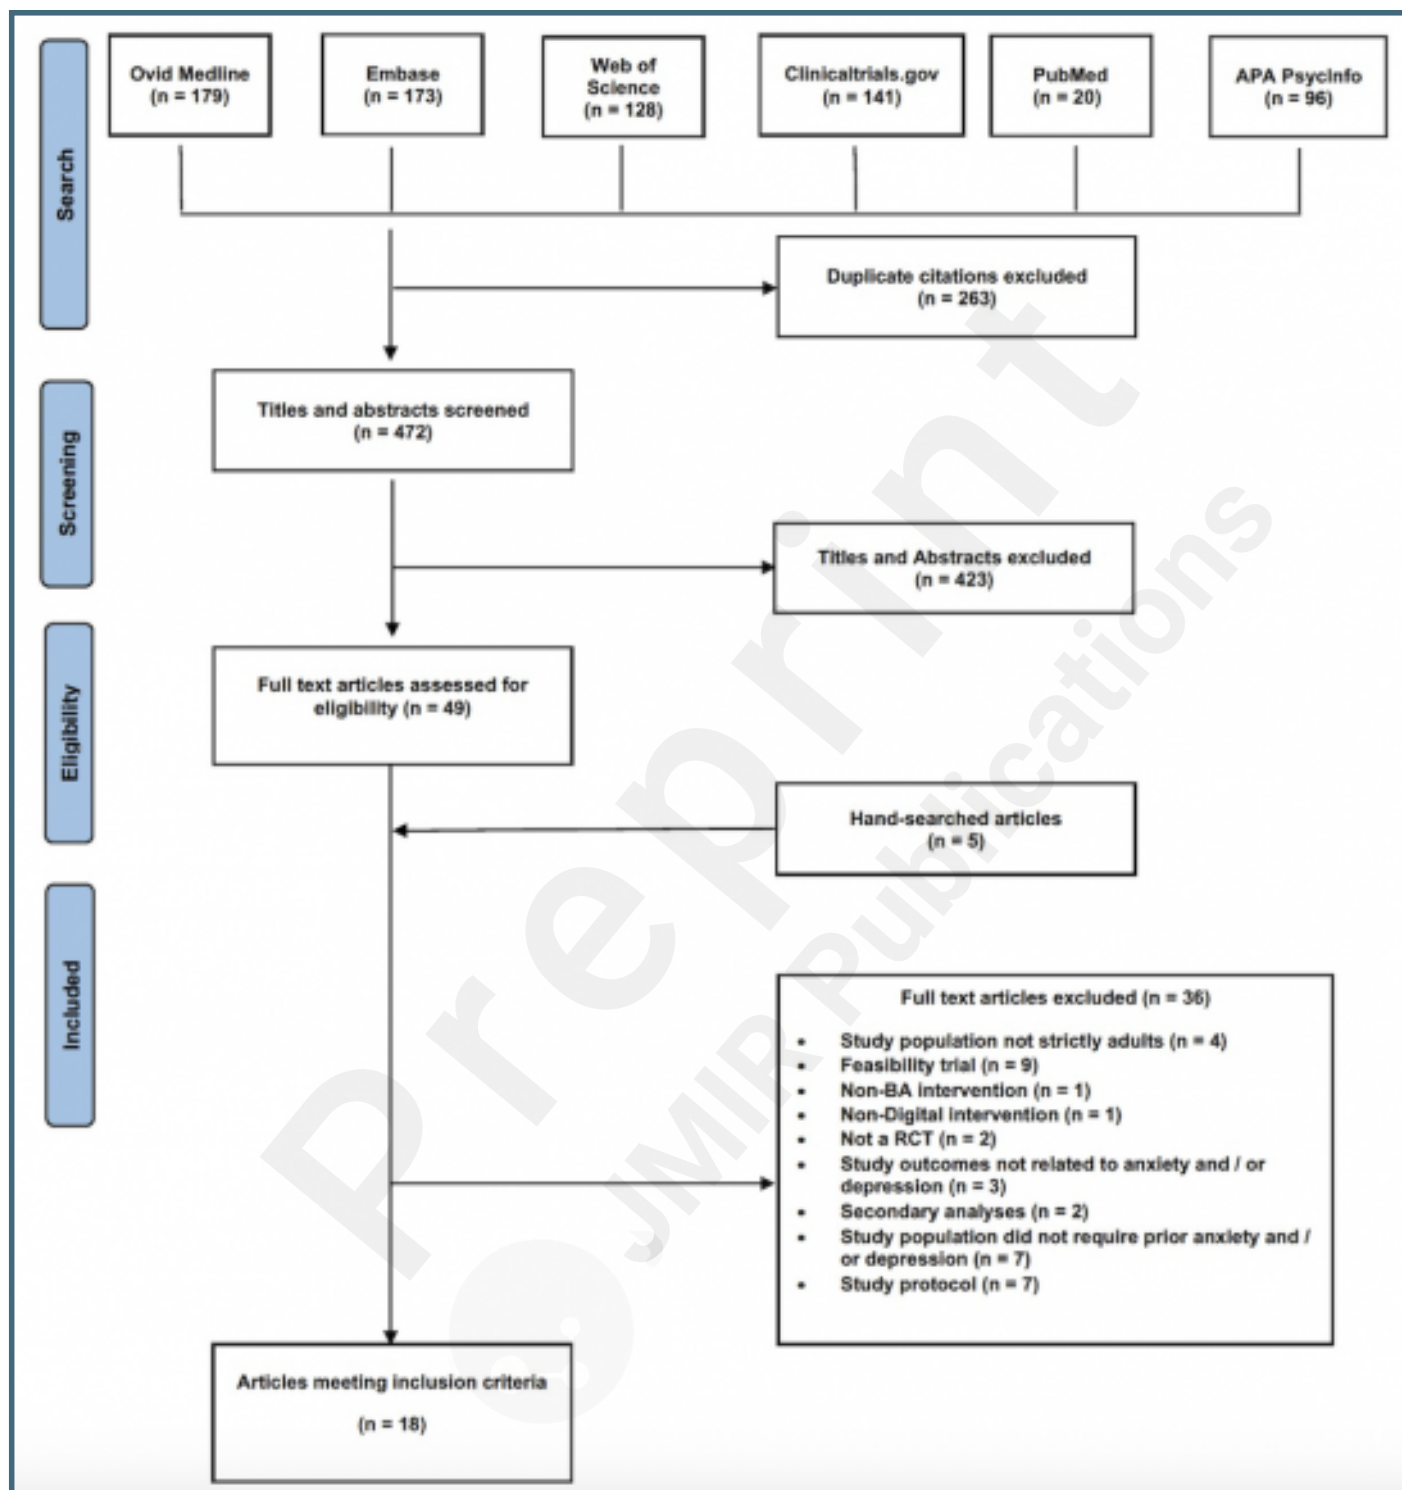 Ovid Medline
(n = 179)
Embase
(n = 173)
Web of
Science
(n = 128)
Clinicaltrials.gov
(n = 141)
PubMed
(n = 20)
APA PsycInfo
(n = 96)
Search
Duplicate citations excluded
(n = 263)
Titles and abstracts screened
(n = 472)
Screening
Titles and Abstracts excluded
(n = 423)
Eligibility
Full text articles assessed for
eligibility (n = 49)
Hand-searched articles
(n = 5)
Included
Full text articles excluded (n = 36)
• Study population not strictly adults (n = 4)
• Feasibility trial (n = 9)
• Non-BA intervention (n = 1)
• Non-Digital intervention (n = 1)
• Not a RCT (n = 2)
• Study outcomes not related to anxiety and / or
depression (n = 3)
• Secondary analyses (n = 2)
• Study population did not require prior anxiety and /
or depression (n = 7)
• Study protocol (n = 7)
Articles meeting inclusion criteria
(n = 18)
Preprint
JMIR Publications